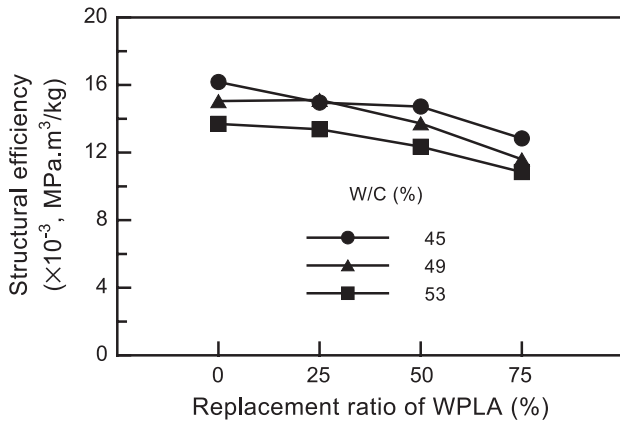 Structural efficiency
(×10⁻³, MPa.m³/kg)
20
16
12
8
4
0
W/C (%)
45
49
53
0 25 50 75
Replacement ratio of WPLA (%)